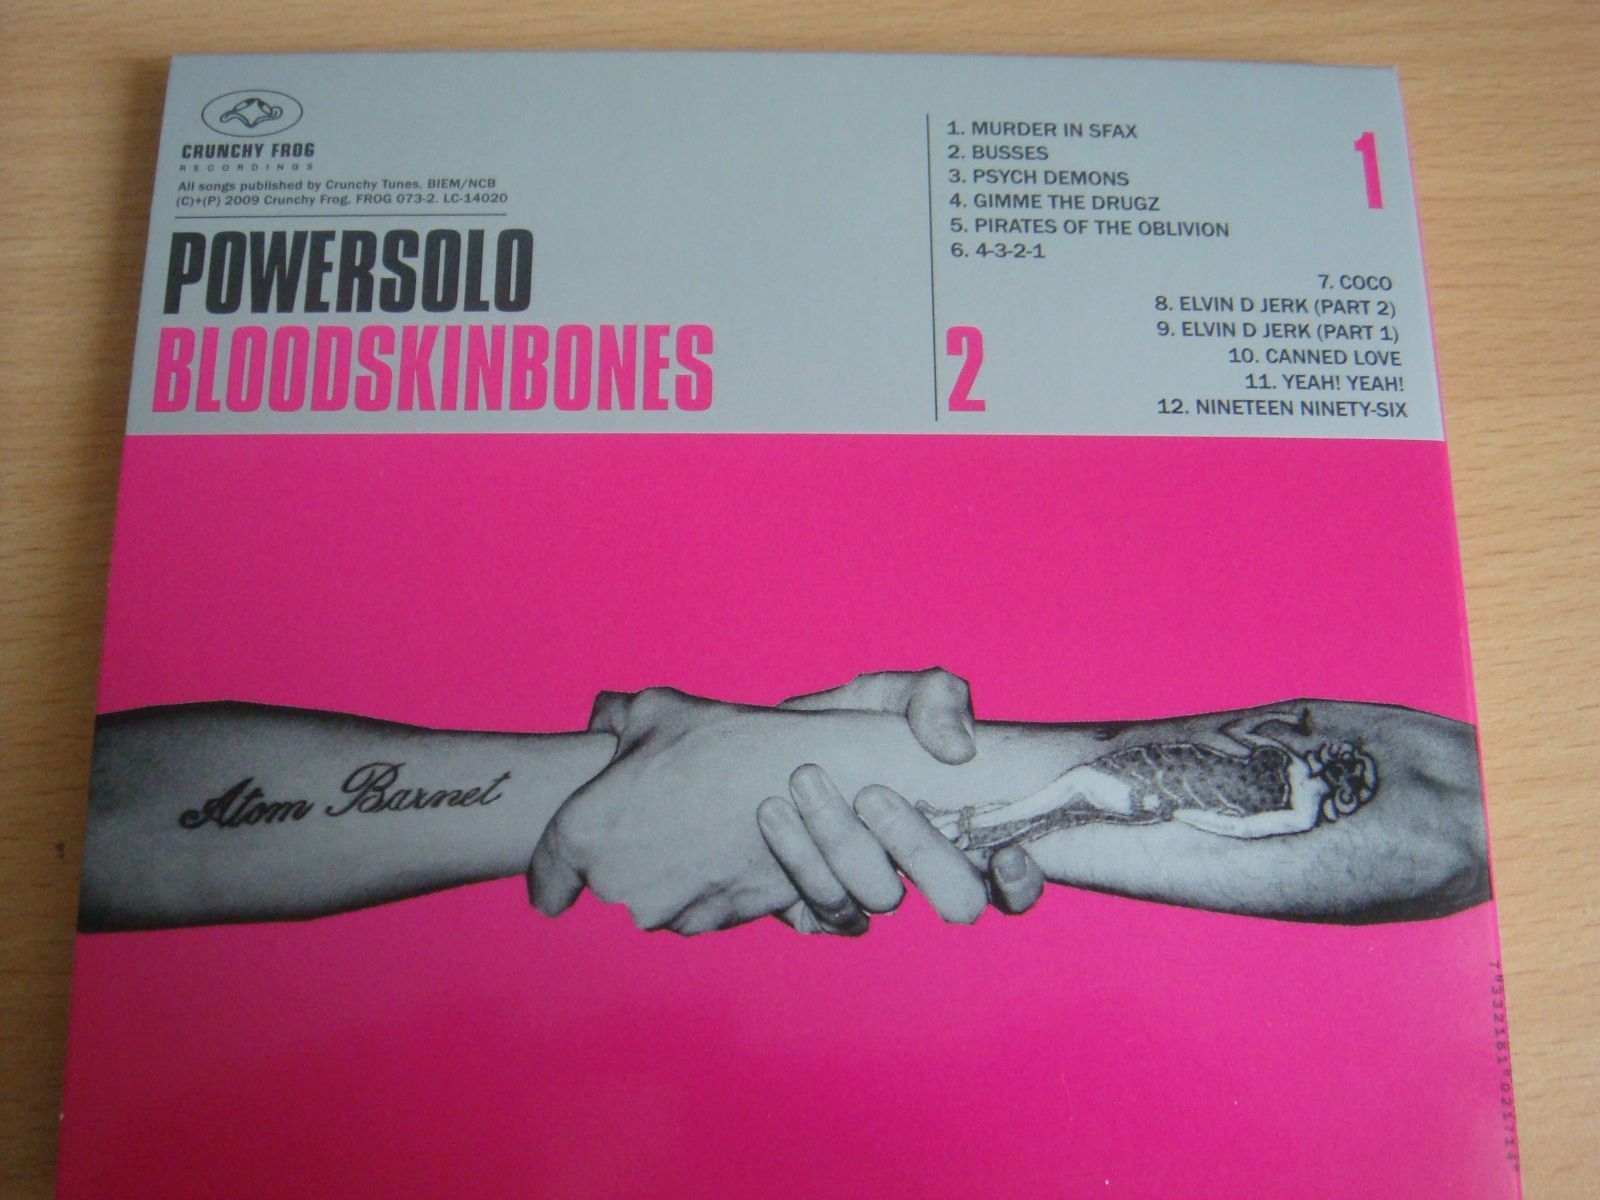 CRUNCHY FROG
RECORDINGS
All songs published by Crunchy Tunes. BIEM/NCB
(C)+(P) 2009 Crunchy Frog. FROG 073-2. LC-14020
POWERSOLO
BLOODSKINBONES
1
1. MURDER IN SFAX
2. BUSSES
3. PSYCH DEMONS
4. GIMME THE DRUGZ
5. PIRATES OF THE OBLIVION
6. 4-3-2-1
2
7. COCO
8. ELVIN D JERK (PART 2)
9. ELVIN D JERK (PART 1)
10. CANNED LOVE
11. YEAH! YEAH!
12. NINETEEN NINETY-SIX
Atom Barnet